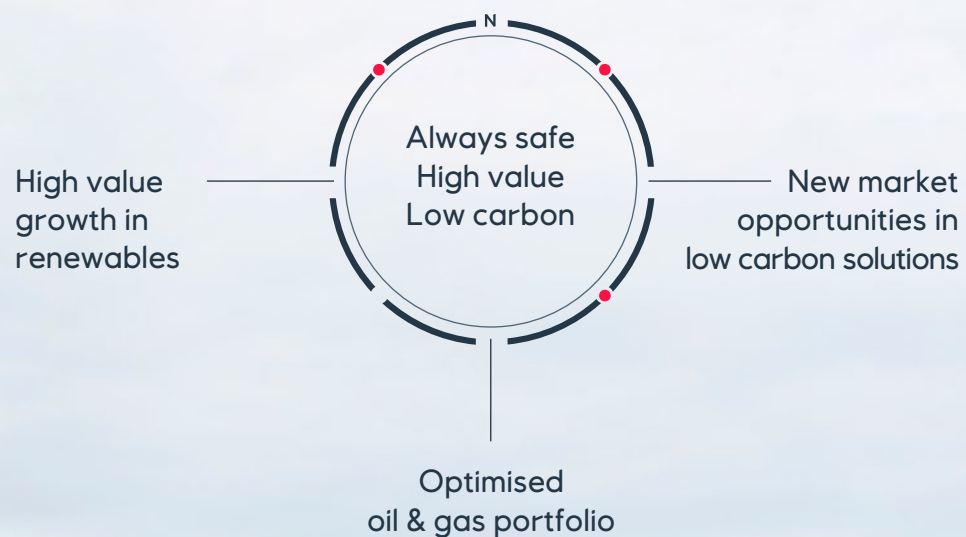 N
Always safe
High value
Low carbon
High value
growth in
renewables
New market
opportunities in
low carbon solutions
Optimised
oil & gas portfolio